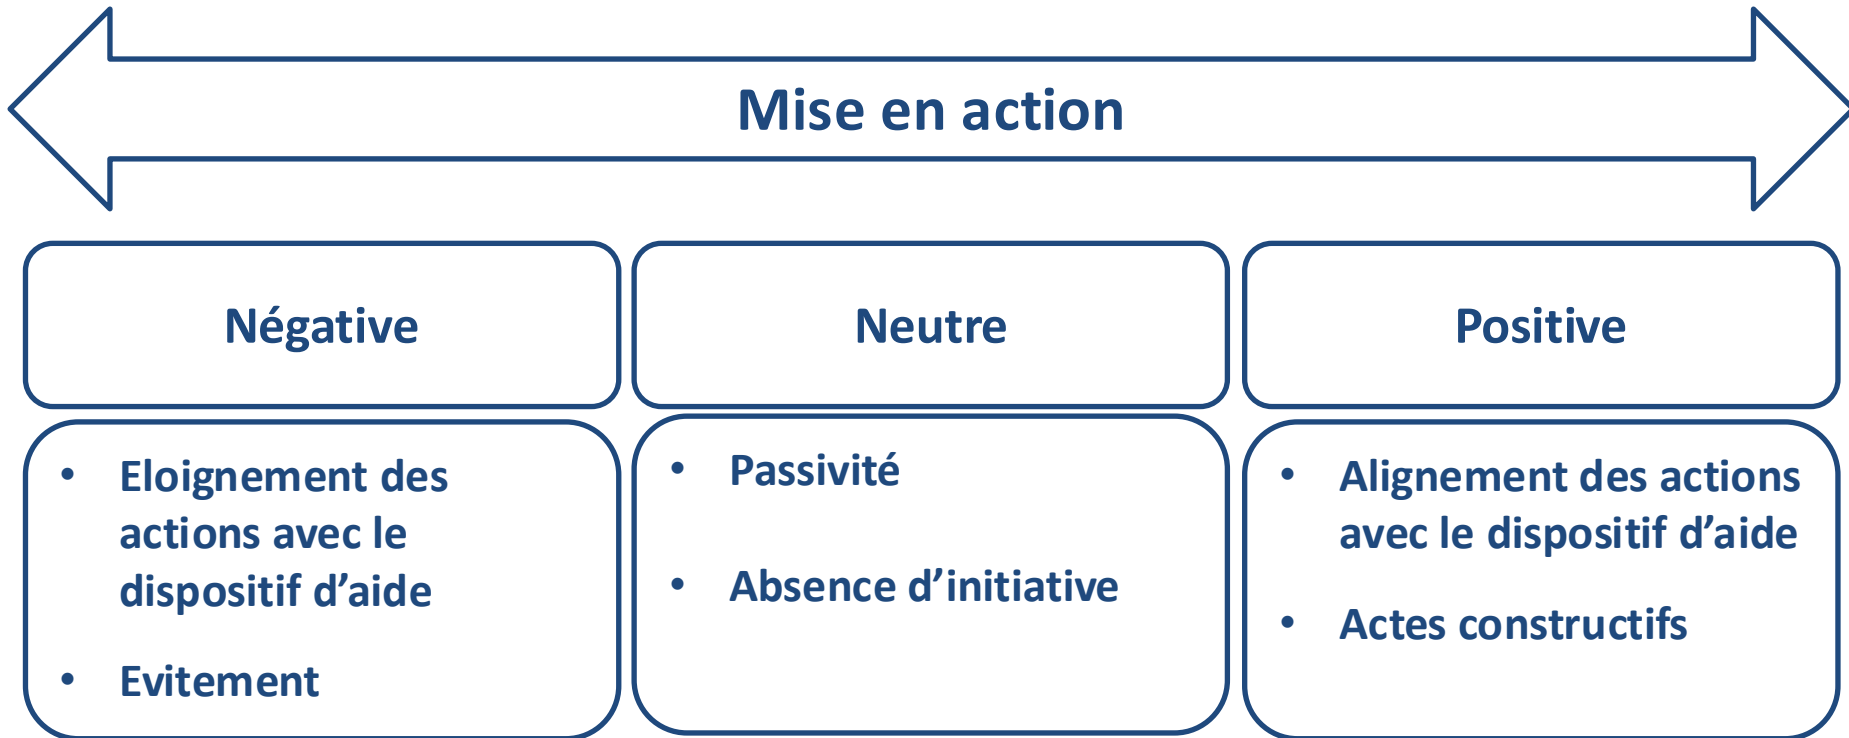 Mise en action
Négative
Neutre
Positive
• Eloignement des
actions avec le
dispositif d’aide
• Evitement
• Passivité
• Absence d’initiative
• Alignement des actions
avec le dispositif d’aide
• Actes constructifs